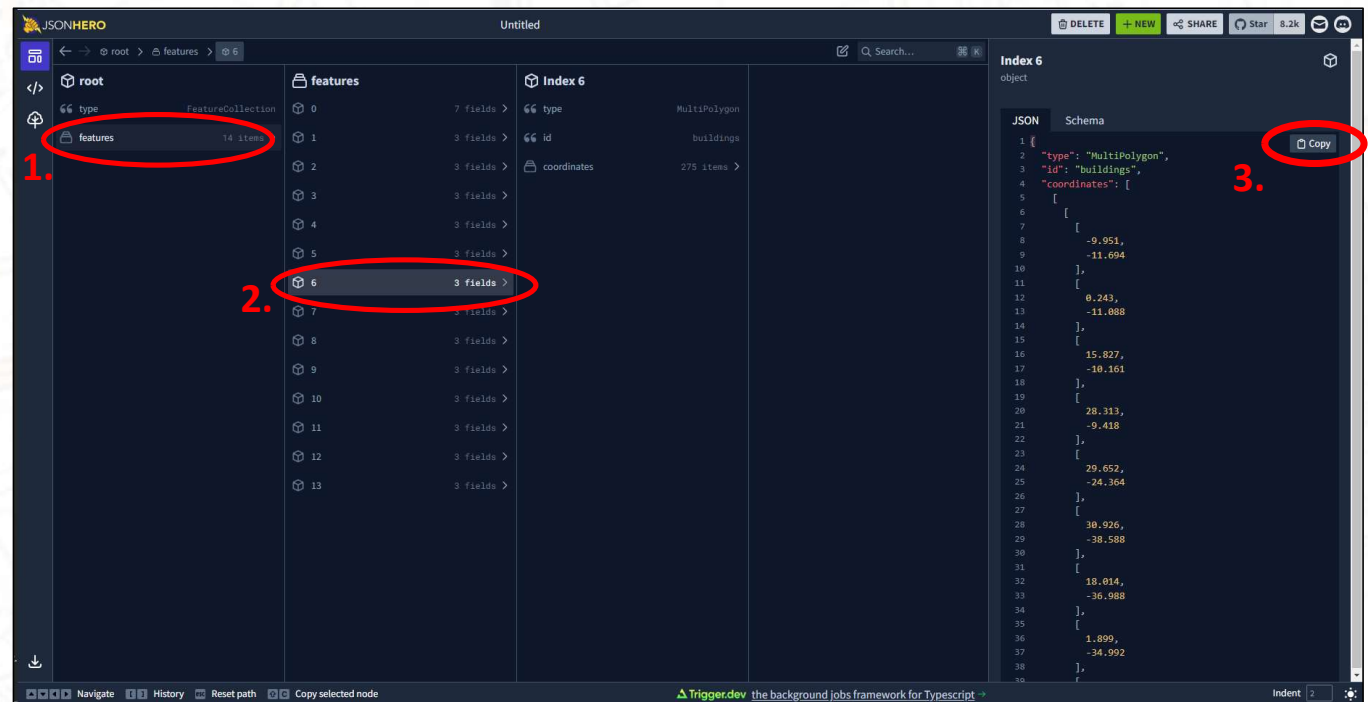 JSONHERO
Untitled
DELETE
+ NEW
SHARE
Star 8.2k
root > features > 6
Search... ⌘ K
root
type FeatureCollection
features 14 items
1.
features
0 7 fields >
1 3 fields >
2 3 fields >
3 3 fields >
4 3 fields >
5 3 fields >
6 3 fields >
2.
7 3 fields >
8 3 fields >
9 3 fields >
10 3 fields >
11 3 fields >
12 3 fields >
13 3 fields >
Index 6
type MultiPolygon
id buildings
coordinates 275 items >
Index 6
object
JSON Schema
Copy
3.
1 {
2 "type": "MultiPolygon",
3 "id": "buildings",
4 "coordinates": [
5 [
6 [
7 [
8 -9.951,
9 -11.694
10 ],
11 [
12 0.243,
13 -11.088
14 ],
15 [
16 15.827,
17 -10.161
18 ],
19 [
20 28.313,
21 -9.418
22 ],
23 [
24 29.652,
25 -24.364
26 ],
27 [
28 30.926,
29 -38.588
30 ],
31 [
32 18.014,
33 -36.988
34 ],
35 [
36 1.899,
37 -34.992
38 ],
39 [
Navigate
[ ] History
esc Reset path
C Copy selected node
Trigger.dev the background jobs framework for Typescript →
Indent 2